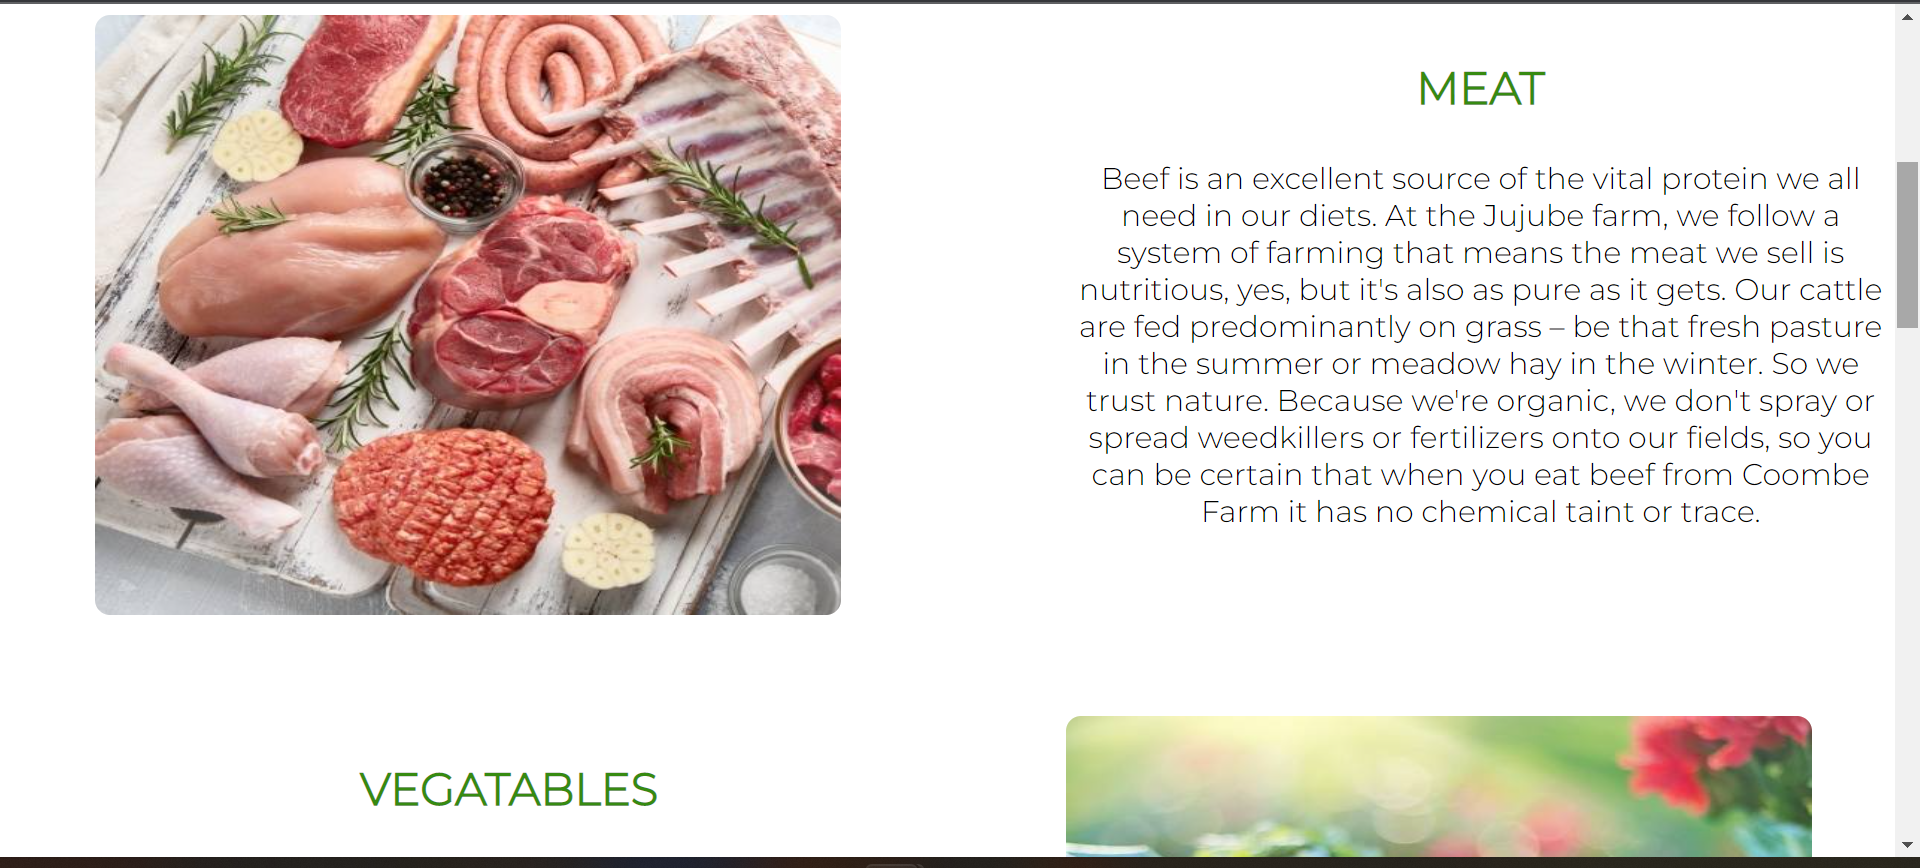 MEAT
Beef is an excellent source of the vital protein we all
need in our diets. At the Jujube farm, we follow a
system of farming that means the meat we sell is
nutritious, yes, but it's also as pure as it gets. Our cattle
are fed predominantly on grass – be that fresh pasture
in the summer or meadow hay in the winter. So we
trust nature. Because we're organic, we don't spray or
spread weedkillers or fertilizers onto our fields, so you
can be certain that when you eat beef from Coombe
Farm it has no chemical taint or trace.
VEGATABLES